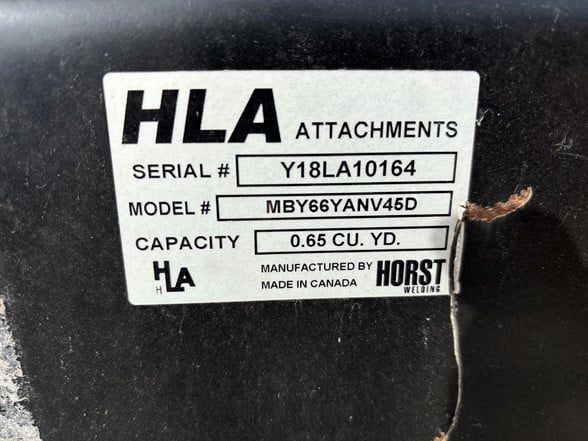 HLA ATTACHMENTS
SERIAL # Y18LA10164
MODEL # MBY66YANV45D
CAPACITY 0.65 CU. YD.
HLA
H
MANUFACTURED BY HORST
MADE IN CANADA WELDING